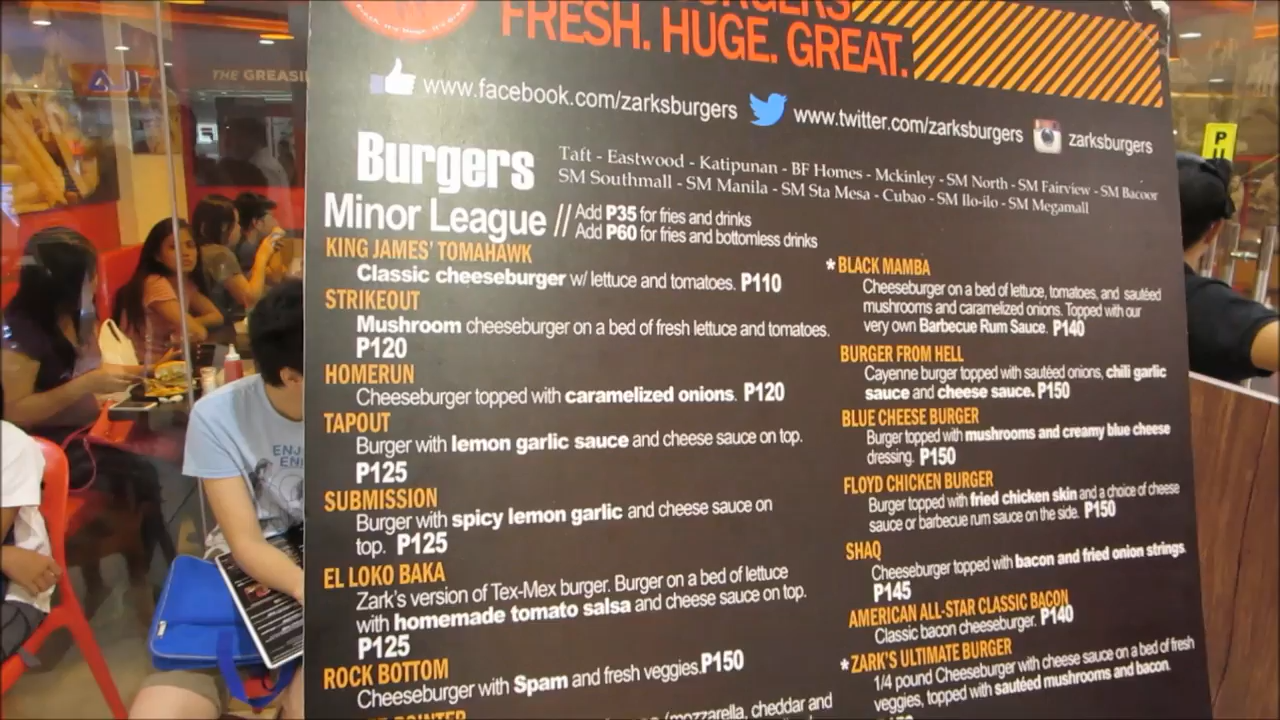 THE GREASI
BURGERS
FRESH. HUGE. GREAT.
www.facebook.com/zarksburgers www.twitter.com/zarksburgers zarksburgers
Burgers
Taft - Eastwood - Katipunan - BF Homes - Mckinley - SM North - SM Fairview - SM Bacoor
SM Southmall - SM Manila - SM Sta Mesa - Cubao - SM Ilo-ilo - SM Megamall
Minor League //
Add P35 for fries and drinks
Add P60 for fries and bottomless drinks
KING JAMES' TOMAHAWK
Classic cheeseburger w/ lettuce and tomatoes. P110
STRIKEOUT
Mushroom cheeseburger on a bed of fresh lettuce and tomatoes.
P120
HOMERUN
Cheeseburger topped with caramelized onions. P120
TAPOUT
Burger with lemon garlic sauce and cheese sauce on top.
P125
SUBMISSION
Burger with spicy lemon garlic and cheese sauce on
top. P125
EL LOKO BAKA
Zark's version of Tex-Mex burger. Burger on a bed of lettuce
with homemade tomato salsa and cheese sauce on top.
P125
ROCK BOTTOM
Cheeseburger with Spam and fresh veggies. P150
(mozzarella, cheddar and
* BLACK MAMBA
Cheeseburger on a bed of lettuce, tomatoes, and sautéed
mushrooms and caramelized onions. Topped with our
very own Barbecue Rum Sauce. P140
BURGER FROM HELL
Cayenne burger topped with sautéed onions, chili garlic
sauce and cheese sauce. P150
BLUE CHEESE BURGER
Burger topped with mushrooms and creamy blue cheese
dressing. P150
FLOYD CHICKEN BURGER
Burger topped with fried chicken skin and a choice of cheese
sauce or barbecue rum sauce on the side. P150
SHAQ
Cheeseburger topped with bacon and fried onion strings.
P145
AMERICAN ALL-STAR CLASSIC BACON
Classic bacon cheeseburger. P140
* ZARK'S ULTIMATE BURGER
1/4 pound Cheeseburger with cheese sauce on a bed of fresh
veggies, topped with sautéed mushrooms and bacon.
ENJ
ENJ